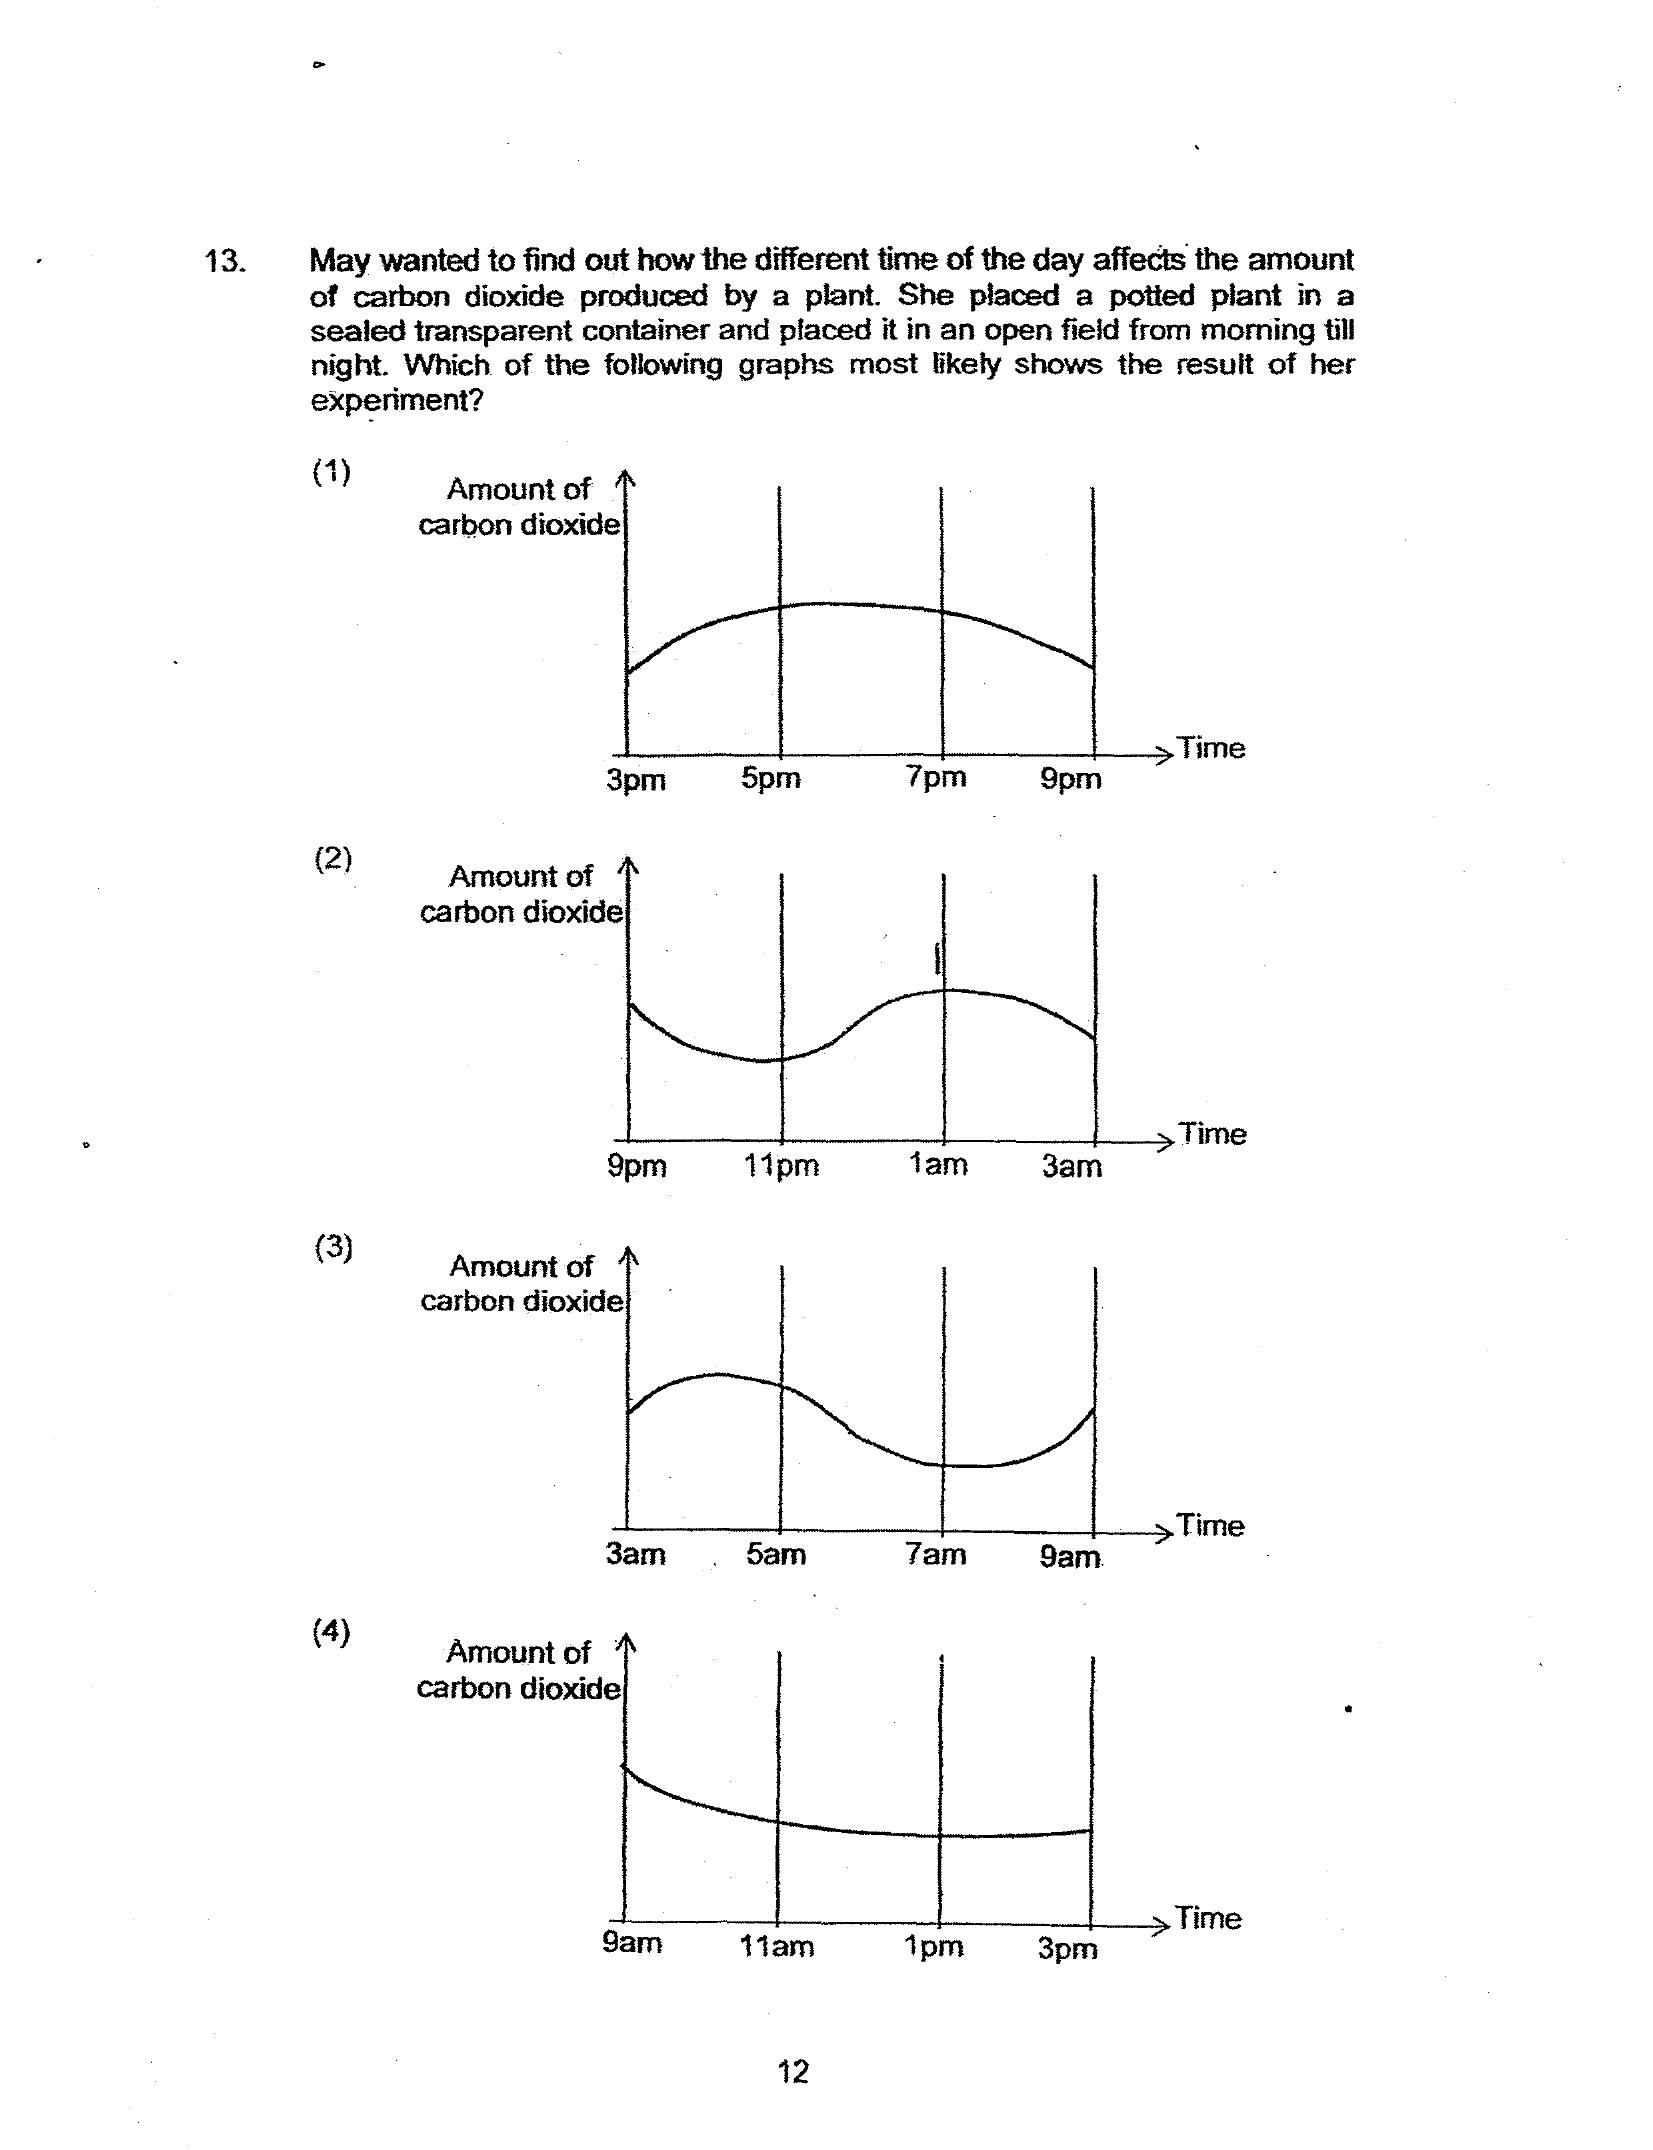 13. May wanted to find out how the different time of the day affects the amount
of carbon dioxide produced by a plant. She placed a potted plant in a
sealed transparent container and placed it in an open field from morning till
night. Which of the following graphs most likely shows the result of her
experiment?
(1)
Amount of
carbon dioxide
Time
3pm 5pm 7pm 9pm
(2)
Amount of
carbon dioxide
Time
9pm 11pm 1am 3am
(3)
Amount of
carbon dioxide
Time
3am 5am 7am 9am
(4)
Amount of
carbon dioxide
Time
9am 11am 1pm 3pm
12